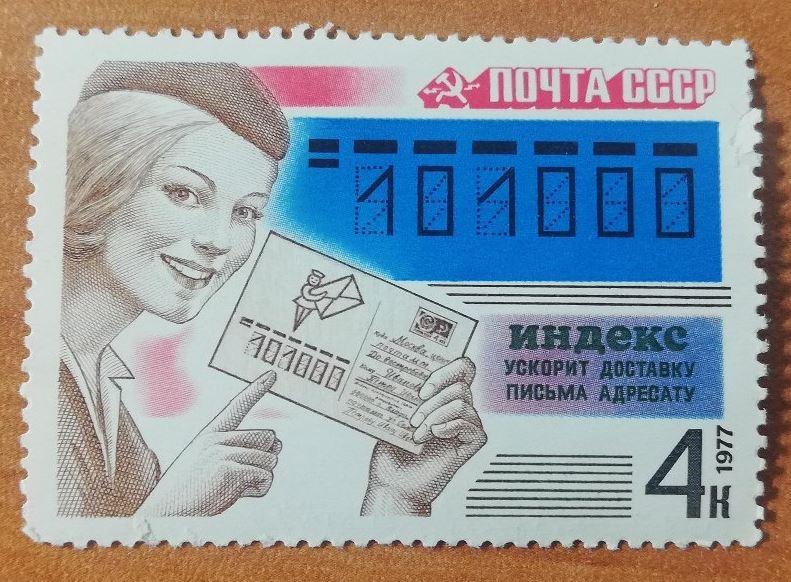 ПОЧТА СССР
101000
ИНДЕКС
УСКОРИТ ДОСТАВКУ
ПИСЬМА АДРЕСАТУ
101000
Москва
4к
1977